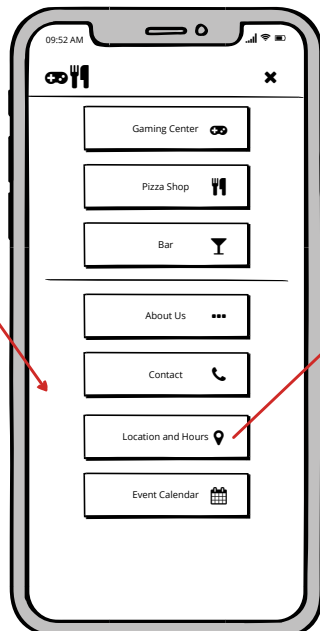 09:52 AM
Gaming Center
Pizza Shop
Bar
About Us
Contact
Location and Hours
Event Calendar